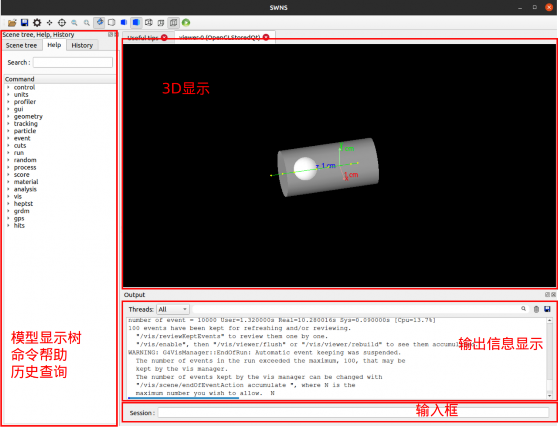 SWNS
Scene tree, Help, History
Scene tree Help History
Search :
Command
control
units
profiler
gui
geometry
tracking
particle
event
cuts
run
random
process
score
material
analysis
vis
heptst
grdm
gps
hits
模型显示树
命令帮助
历史查询
Useful tips viewer-0 (OpenGLStoredQt)
3D显示
= 1 cm
cm
Output
Threads: All
number of event = 10000 User=1.320000s Real=10.280016s Sys=0.090000s [Cpu=13.7%]
100 events have been kept for refreshing and/or reviewing.
"/vis/reviewKeptEvents" to review them one by one.
"/vis/enable", then "/vis/viewer/flush" or "/vis/viewer/rebuild" to see them accumul
WARNING: G4VisManager::EndOfRun: Automatic event keeping was suspended.
The number of events in the run exceeded the maximum, 100, that may be
kept by the vis manager.
The number of events kept by the vis manager can be changed with
"/vis/scene/endOfEventAction accumulate ", where N is the
maximum number you wish to allow. N
输出信息显示
Session :
输入框